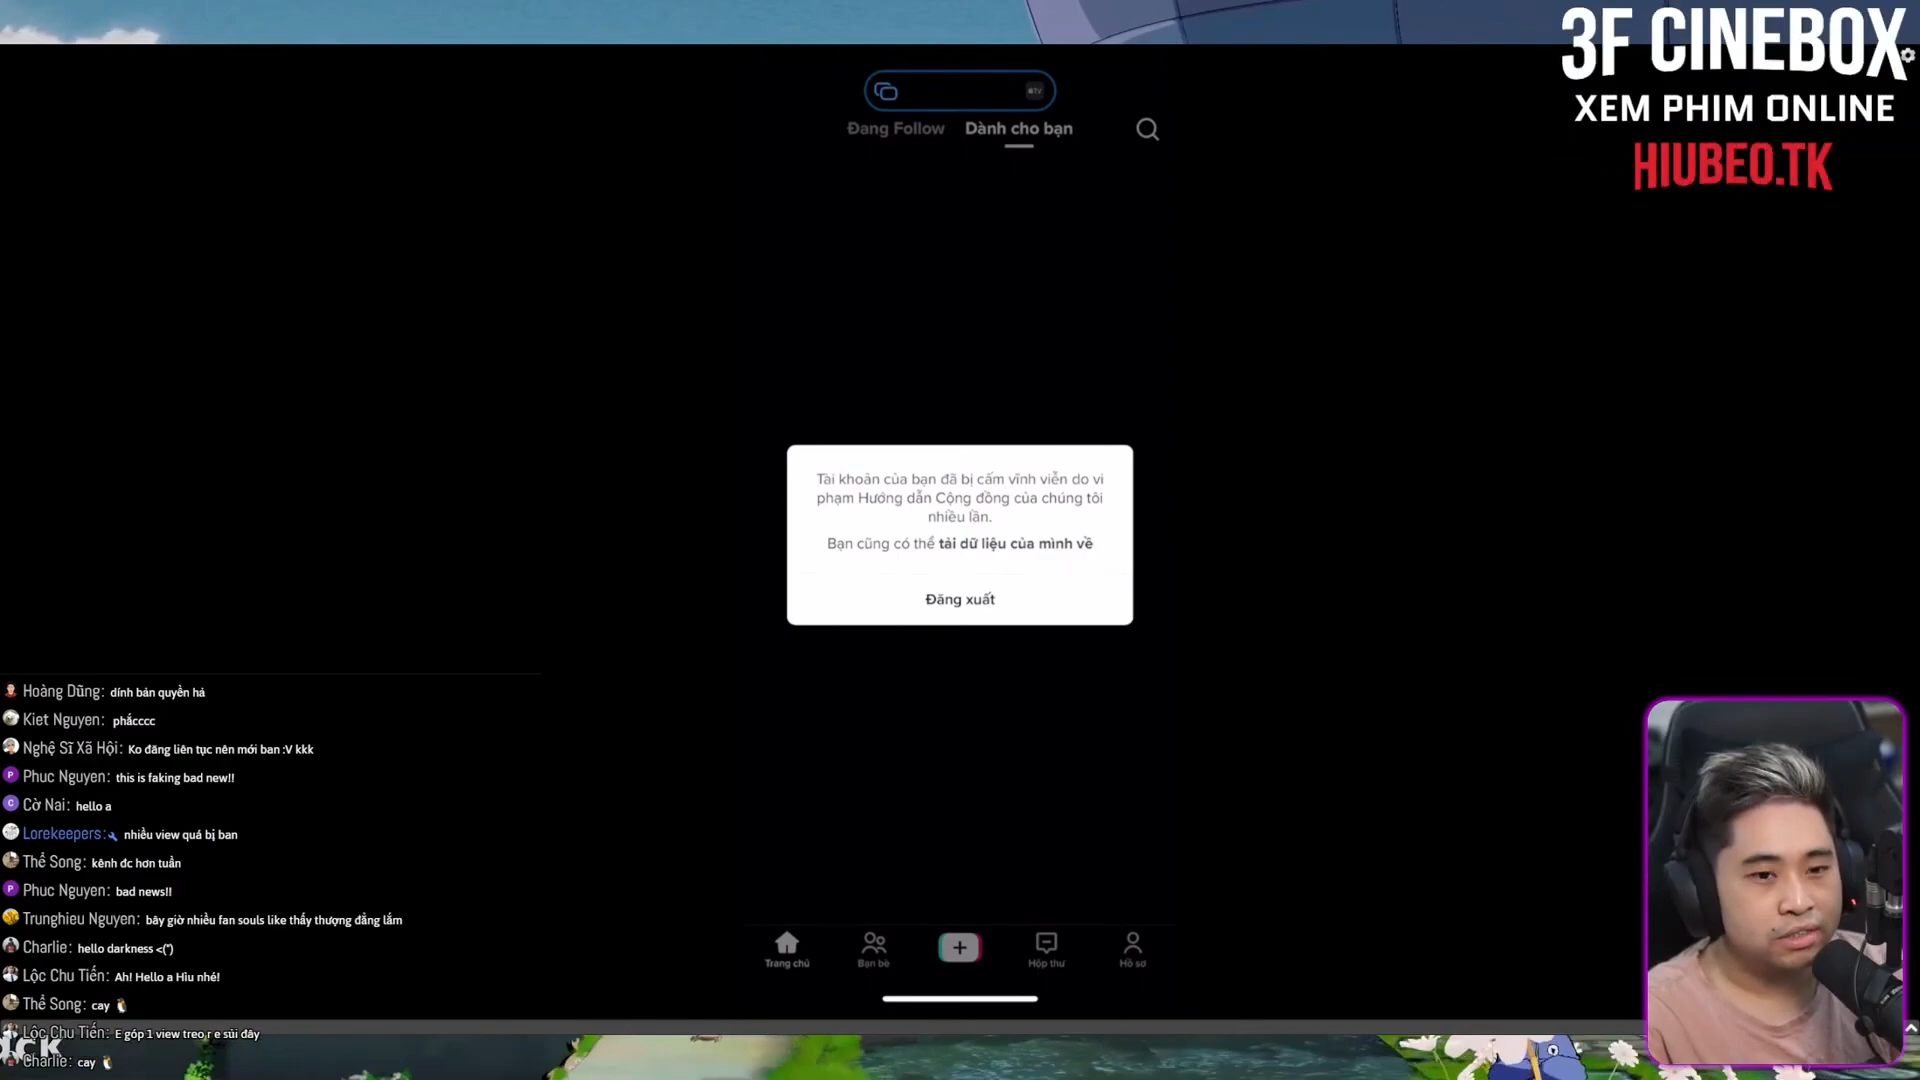 3F CINEBOX
XEM PHIM ONLINE
HIUBEO.TK
tv
Đang Follow Dành cho bạn
Tài khoản của bạn đã bị cấm vĩnh viễn do vi
phạm Hướng dẫn Cộng đồng của chúng tôi
nhiều lần.
Bạn cũng có thể tải dữ liệu của mình về
Đăng xuất
Hoàng Dũng: dính bản quyền hả
Kiet Nguyen: phắcccc
Nghệ Sĩ Xã Hội: Ko đăng liên tục nên mới ban :V kkk
Phuc Nguyen: this is faking bad new!!
Cờ Nai: hello a
Lorekeepers: nhiều view quá bị ban
Thể Song: kênh đc hơn tuần
Phuc Nguyen: bad news!!
Trunghieu Nguyen: bây giờ nhiều fan souls like thấy thượng đẳng lắm
Charlie: hello darkness <(")
Lộc Chu Tiến: Ah! Hello a Hìu nhé!
Thể Song: cay
Lộc Chu Tiến: E góp 1 view treo r e sủi đây
Charlie: cay
Trang chủ Bạn bè Hộp thư Hồ sơ